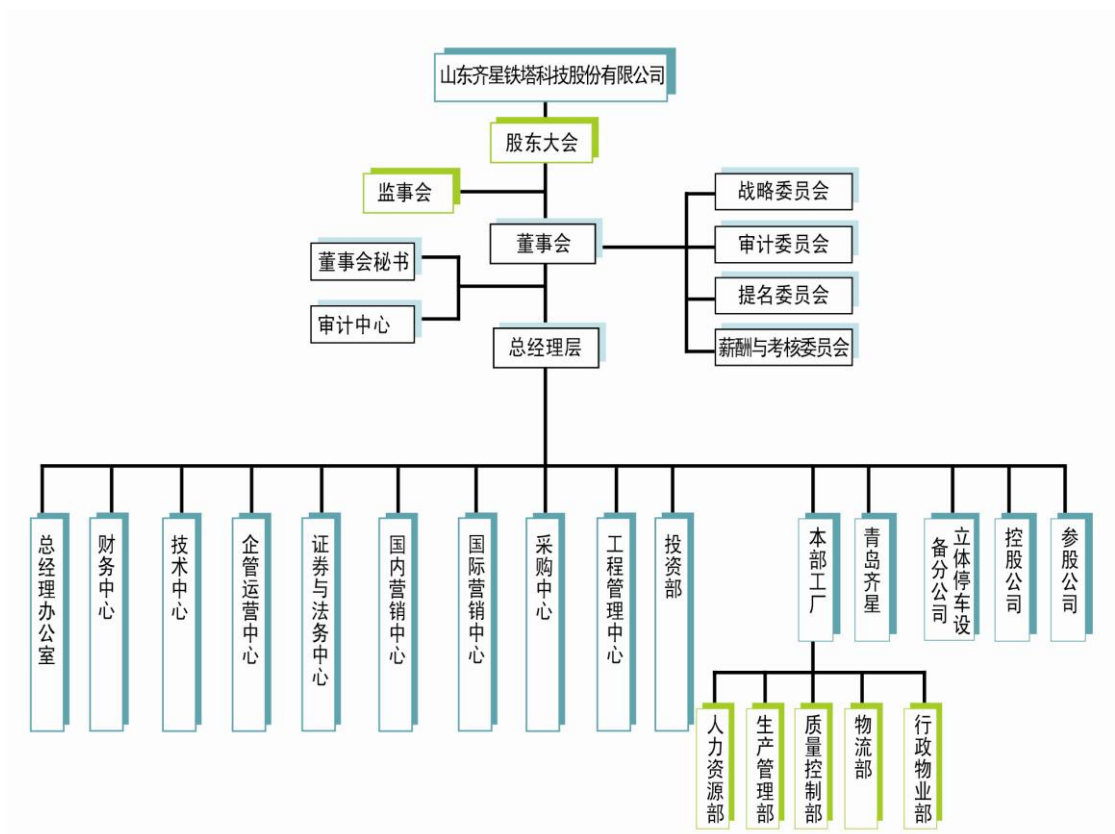 山东齐星铁塔科技股份有限公司
股东大会
监事会
董事会
战略委员会
审计委员会
提名委员会
薪酬与考核委员会
董事会秘书
审计中心
总经理层
总经理办公室
财务中心
技术中心
企管运营中心
证券与法务中心
国内营销中心
国际营销中心
采购中心
工程管理中心
投资部
本部工厂
青岛齐星
立体停车设
备分公司
控股公司
参股公司
人力资源部
生产管理部
质量控制部
物流部
行政物业部